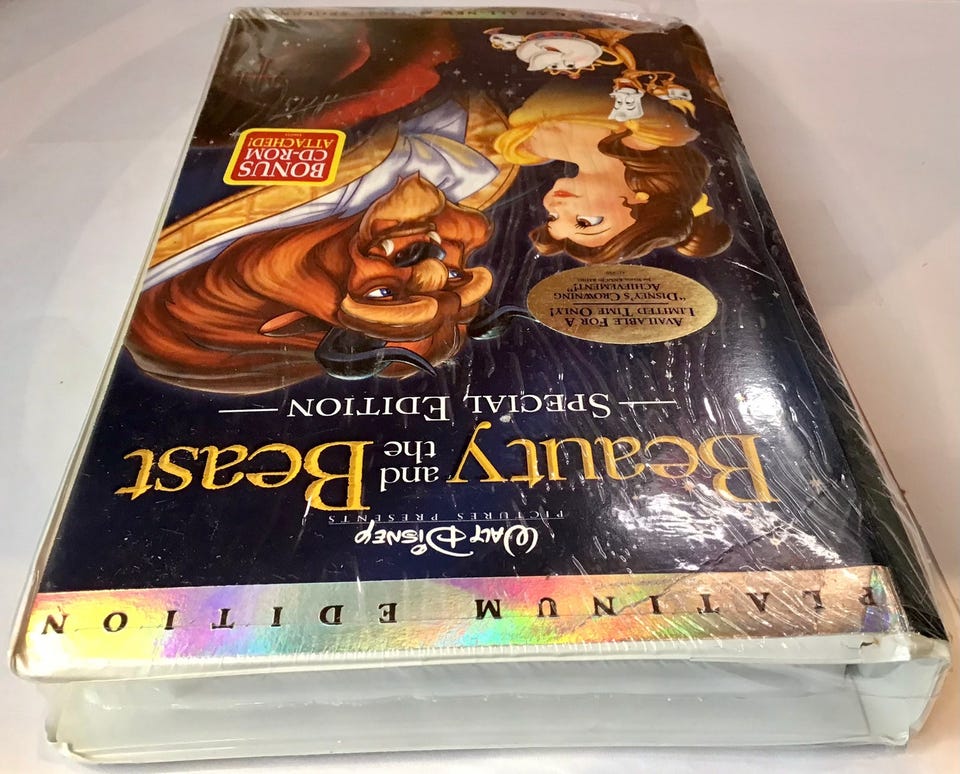 PLATINUM EDITION
WALT DISNEY
PICTURES PRESENTS
Beauty
and the
Beast
— SPECIAL EDITION —
AVAILABLE FOR A
LIMITED TIME ONLY!
"DISNEY'S CROWNING
ACHIEVEMENT!"
BONUS
CD-ROM
ATTACHED!